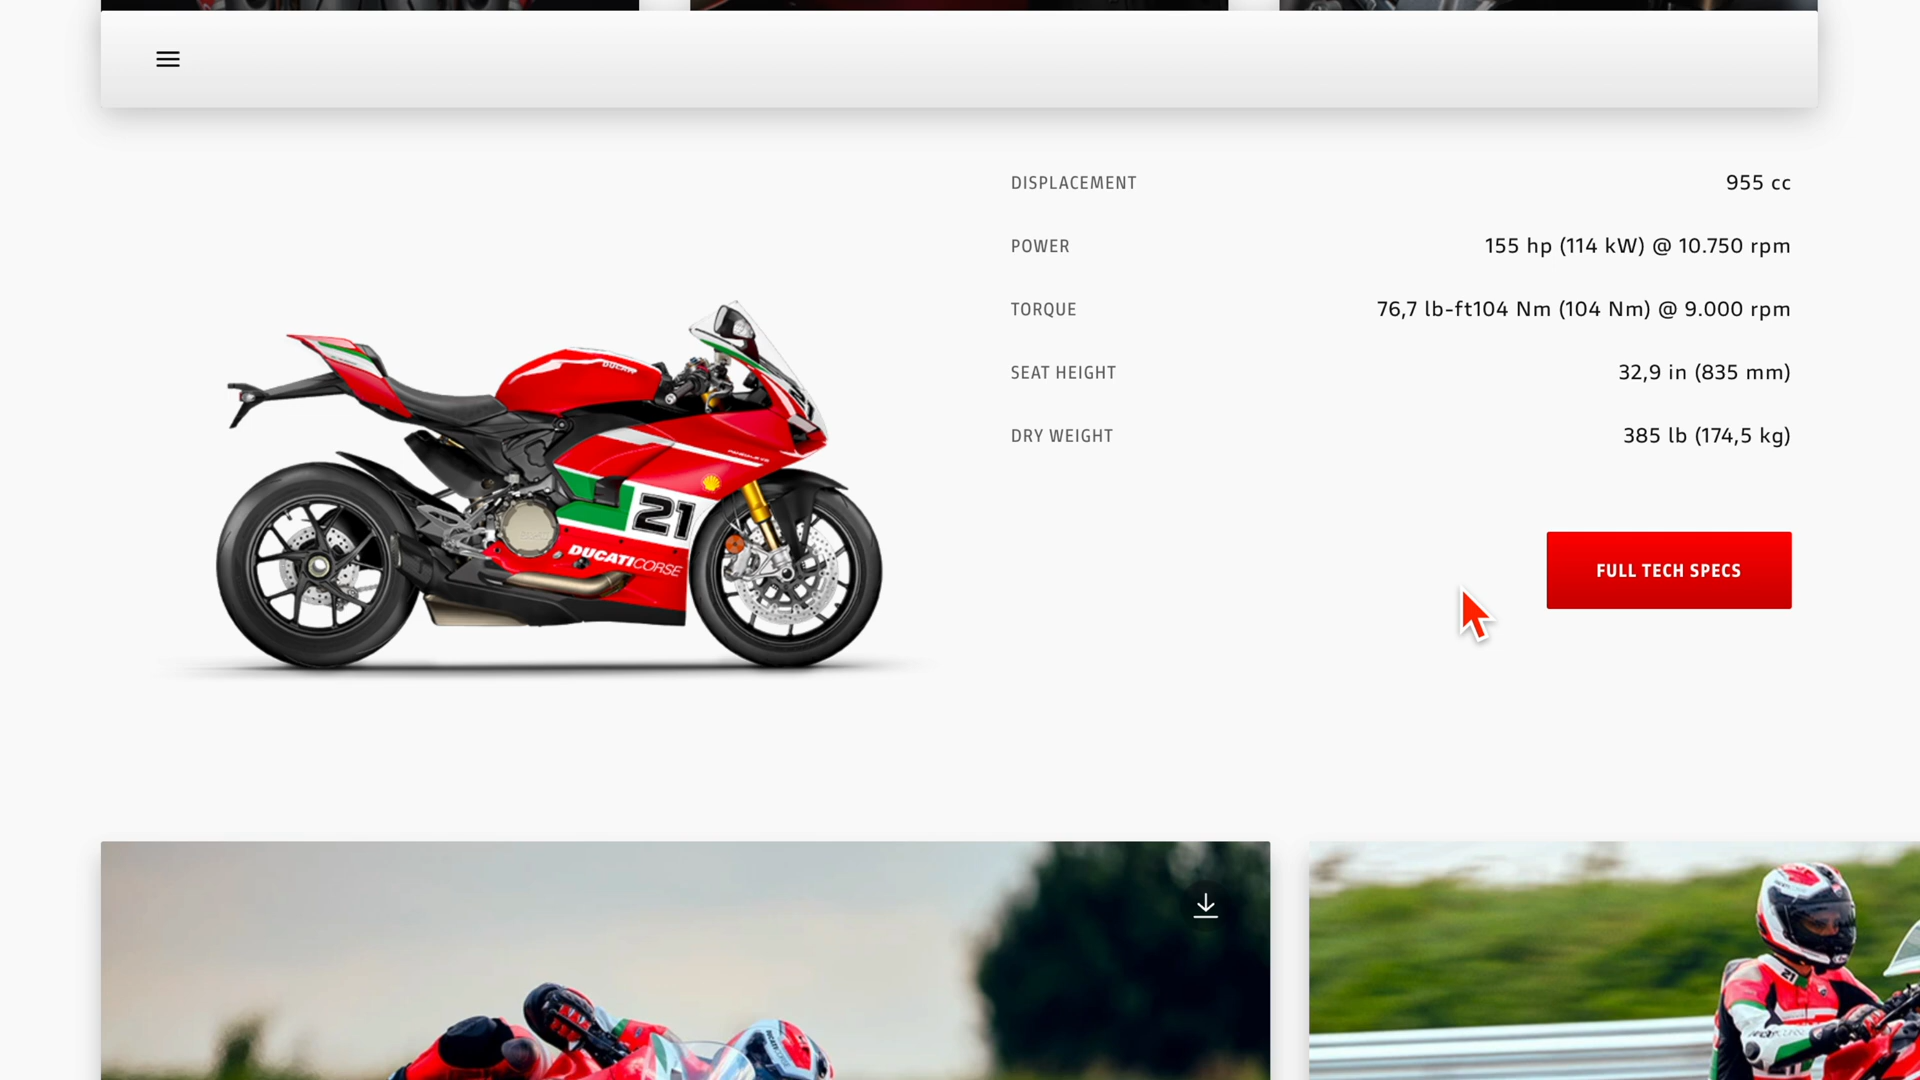 DISPLACEMENT 955 cc
POWER 155 hp (114 kW) @ 10.750 rpm
TORQUE 76,7 lb-ft104 Nm (104 Nm) @ 9.000 rpm
SEAT HEIGHT 32,9 in (835 mm)
DRY WEIGHT 385 lb (174,5 kg)
FULL TECH SPECS
DUCATI
21
DUCATICORSE
21